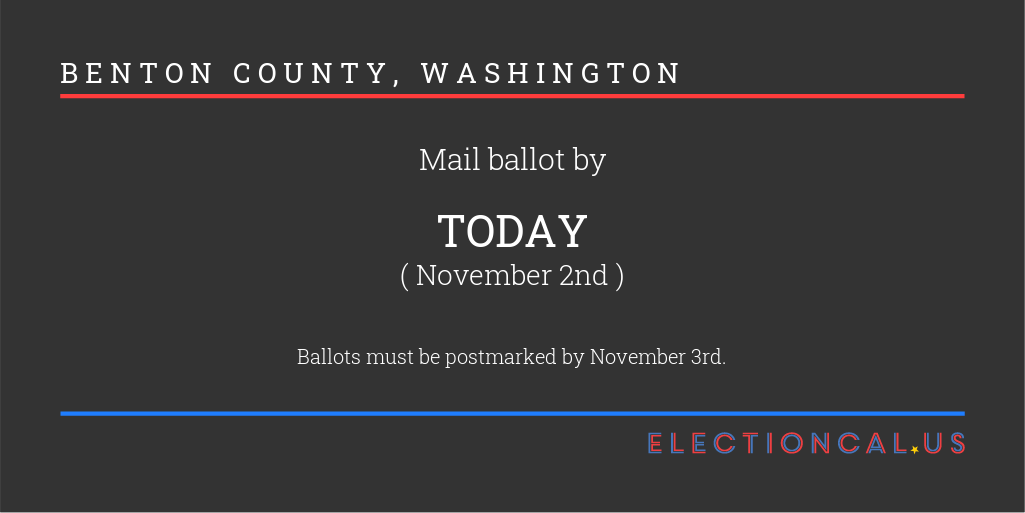 BENTON COUNTY, WASHINGTON
Mail ballot by
TODAY
( November 2nd )
Ballots must be postmarked by November 3rd.
ELECTIONCAL.US